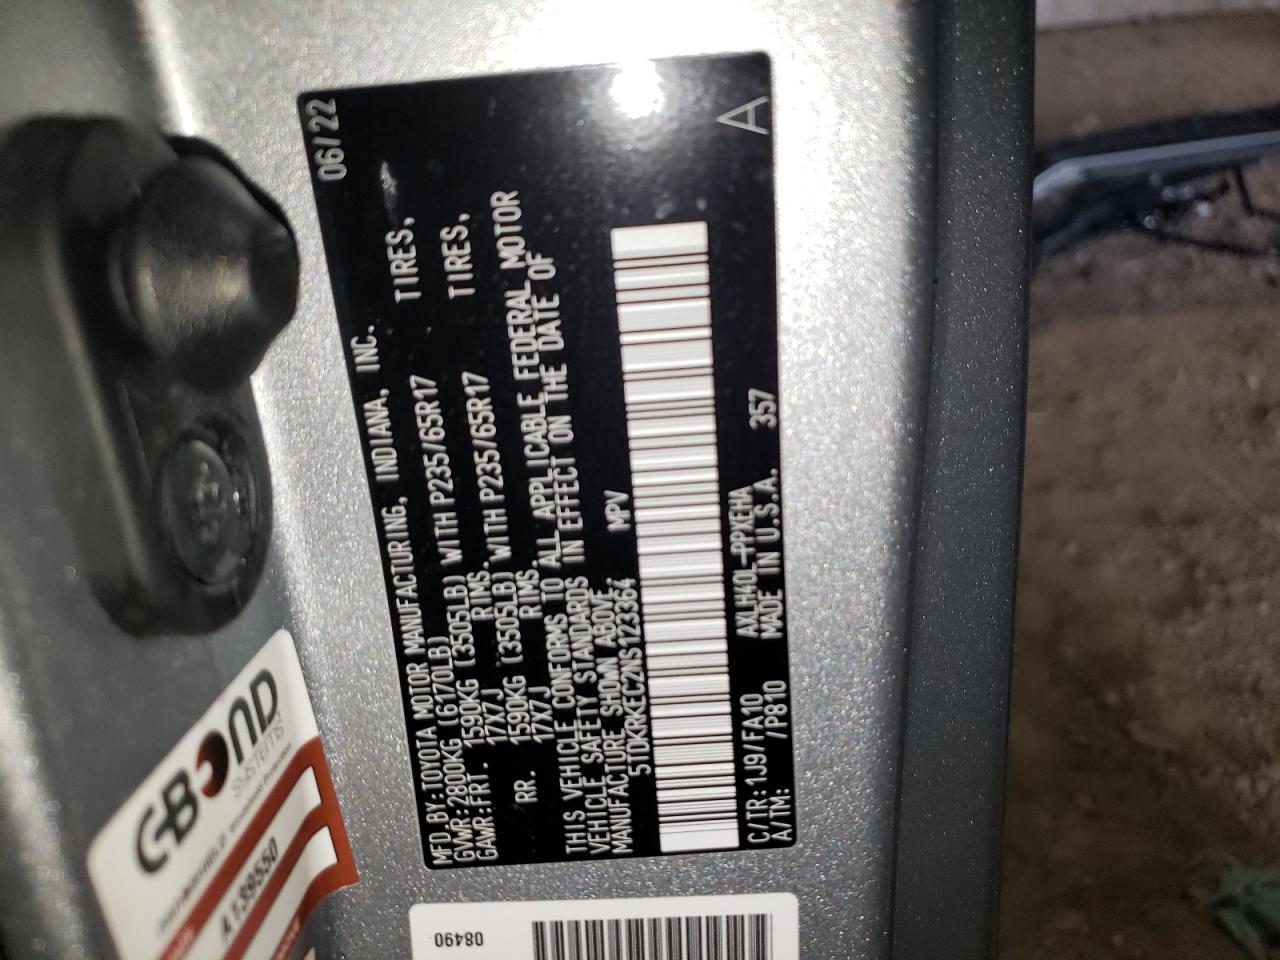 MFD. BY: TOYOTA MOTOR MANUFACTURING, INDIANA, INC. 06/22
GVWR: 2800KG (6170LB)
GAWR: FRT. 1590KG (3505LB) WITH P235/65R17 TIRES,
17X7J RIMS.
RR. 1590KG (3505LB) WITH P235/65R17 TIRES,
17X7J RIMS.
THIS VEHICLE CONFORMS TO ALL APPLICABLE FEDERAL MOTOR
VEHICLE SAFETY STANDARDS IN EFFECT ON THE DATE OF
MANUFACTURE SHOWN ABOVE.
5TDKRKEC2NS123364 MPV
C/TR: 1J9/FA10 AXLH40L-PPXEHA
A/TM: /P810 MADE IN U.S.A. 357
A
C-BOND
SYSTEMS
A139550
08490